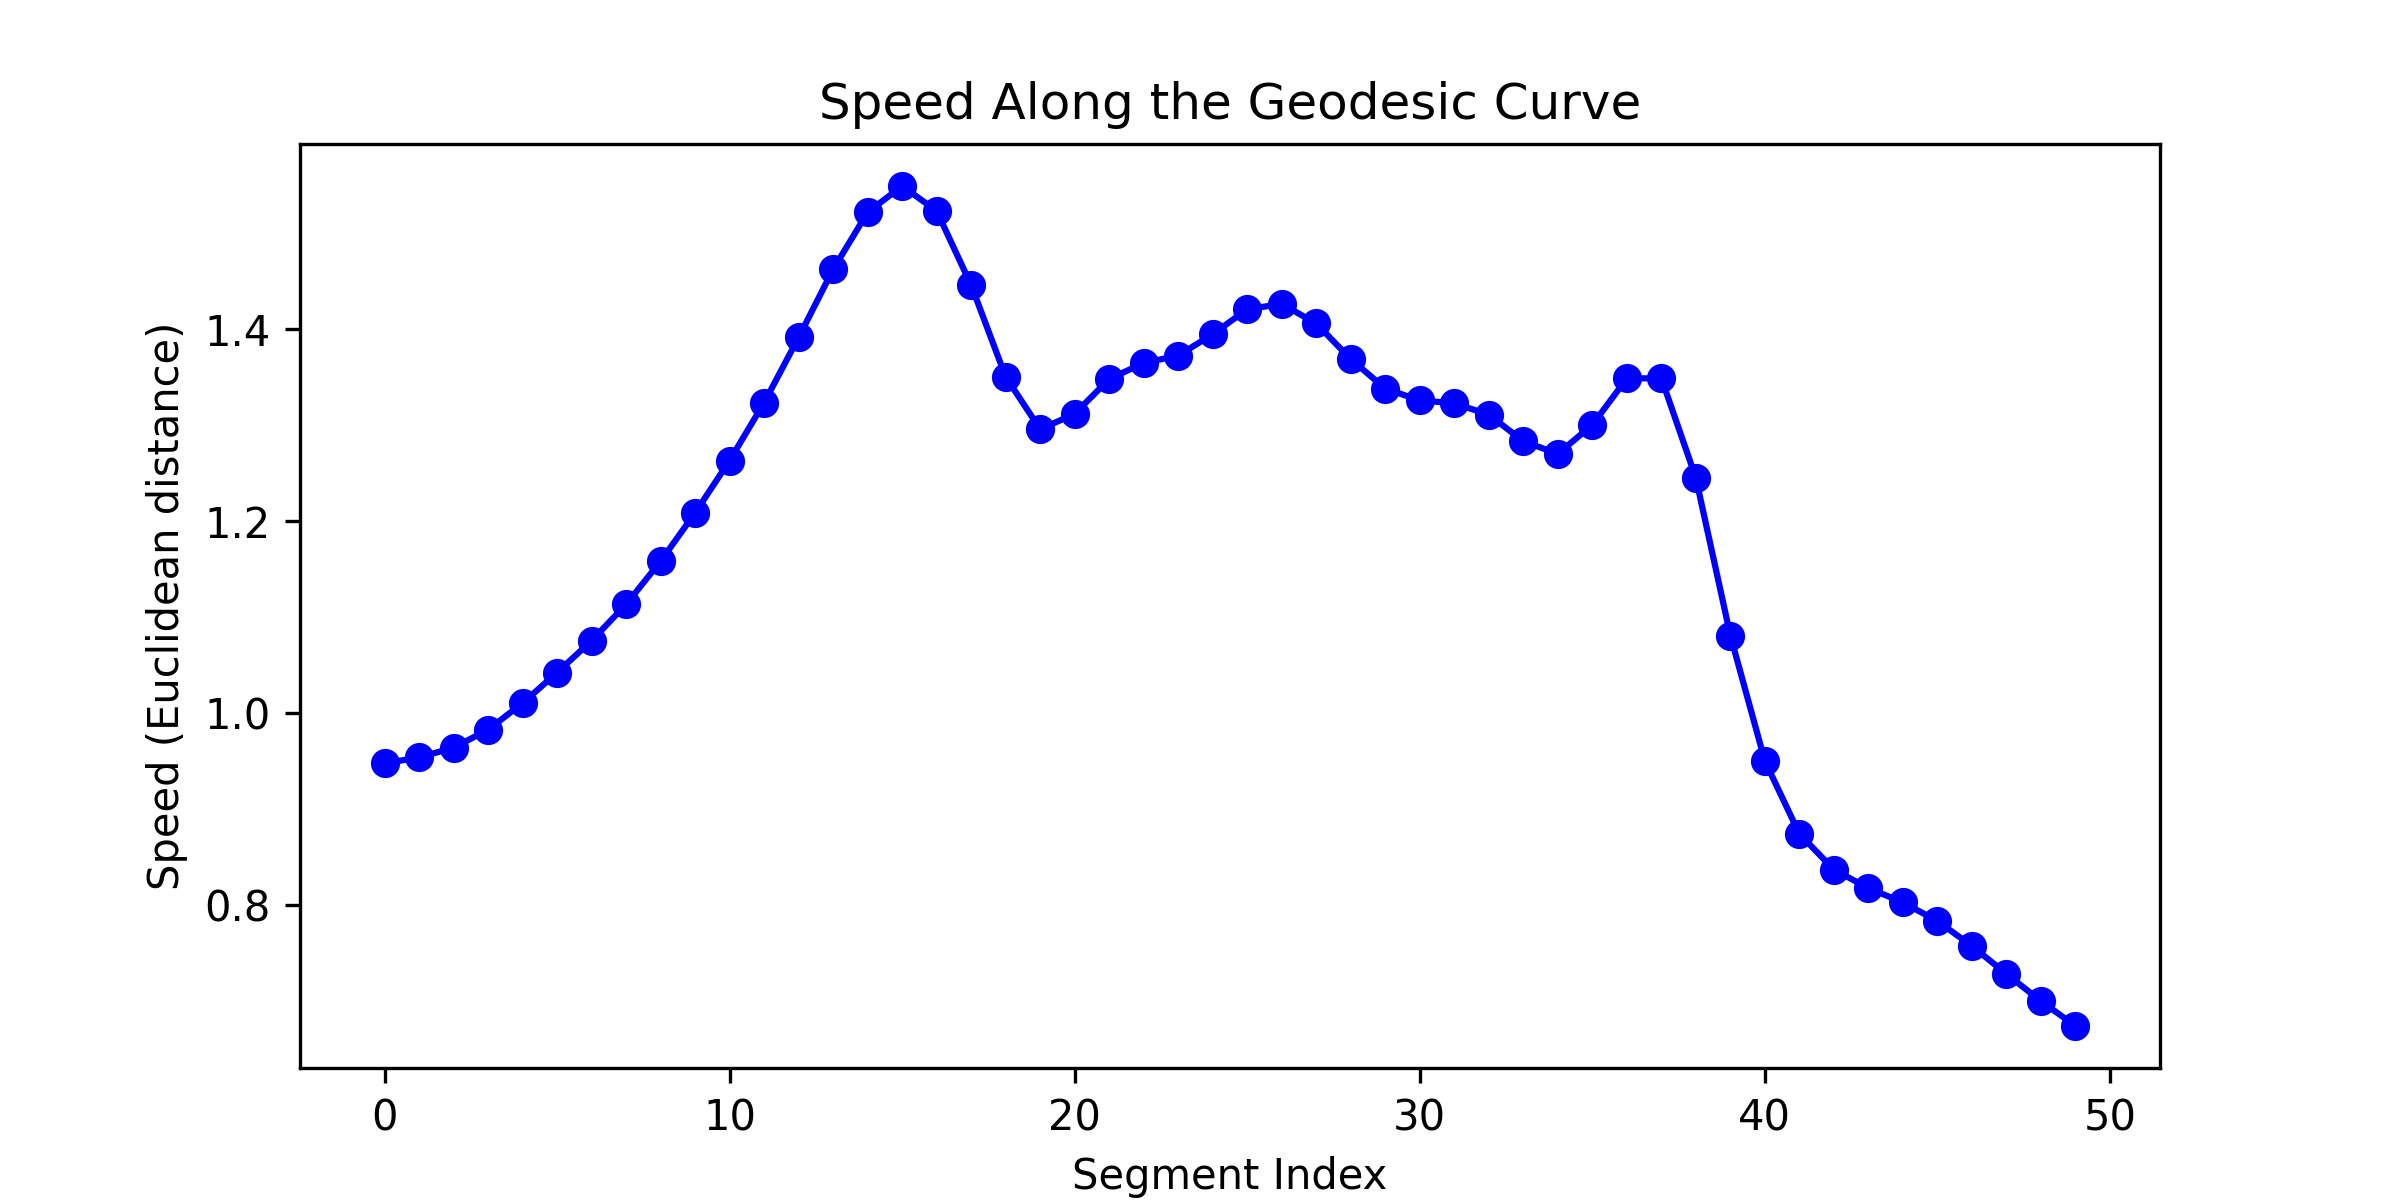 Speed Along the Geodesic Curve
Speed (Euclidean distance)
1.4
1.2
1.0
0.8
0 10 20 30 40 50
Segment Index